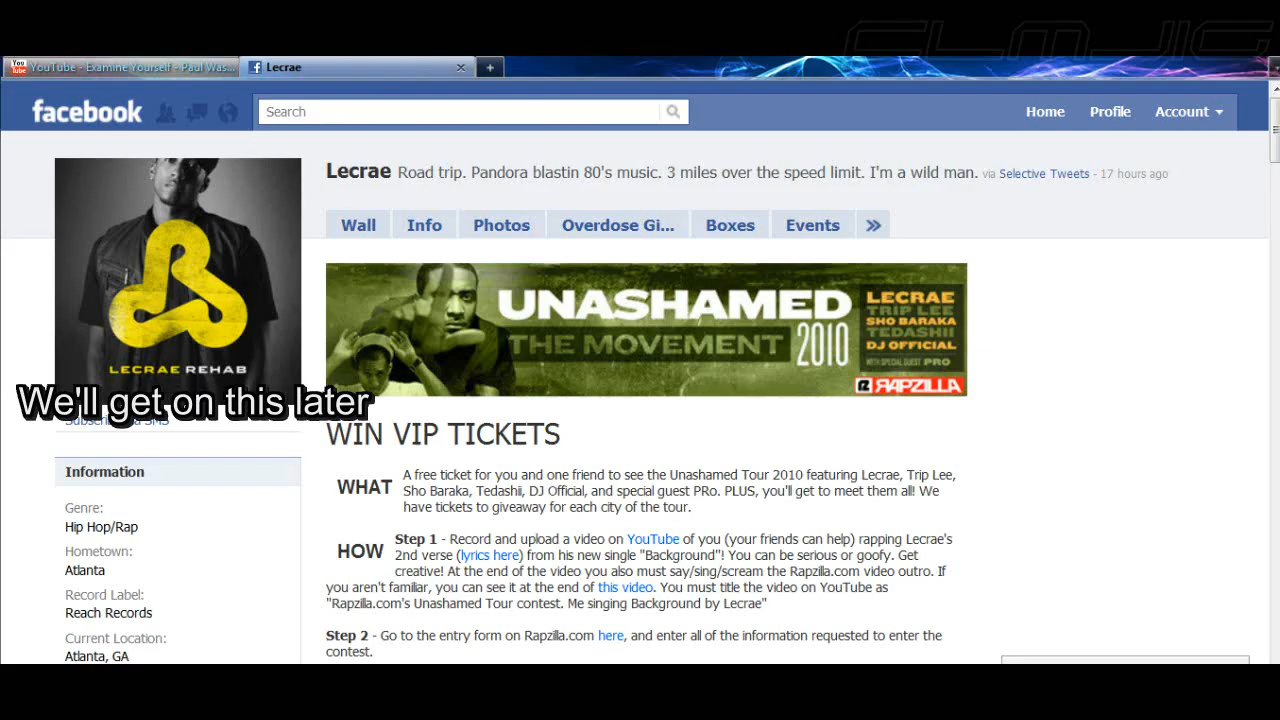 CLMJIG
YouTube - Examine Yourself - Paul Was...
Lecrae
facebook
Search
Home Profile Account
Lecrae Road trip. Pandora blastin 80's music. 3 miles over the speed limit. I'm a wild man. via Selective Tweets - 17 hours ago
Wall Info Photos Overdose Gi... Boxes Events »
LECRAE REHAB
UNASHAMED
THE MOVEMENT 2010
LECRAE
TRIP LEE
SHO BARAKA
TEDASHII
DJ OFFICIAL
WITH SPECIAL GUEST PRO
RAPZILLA
We'll get on this later
WIN VIP TICKETS
WHAT
A free ticket for you and one friend to see the Unashamed Tour 2010 featuring Lecrae, Trip Lee,
Sho Baraka, Tedashii, DJ Official, and special guest PRo. PLUS, you'll get to meet them all! We
have tickets to giveaway for each city of the tour.
HOW
Step 1 - Record and upload a video on YouTube of you (your friends can help) rapping Lecrae's
2nd verse (lyrics here) from his new single "Background"! You can be serious or goofy. Get
creative! At the end of the video you also must say/sing/scream the Rapzilla.com video outro. If
you aren't familiar, you can see it at the end of this video. You must title the video on YouTube as
"Rapzilla.com's Unashamed Tour contest. Me singing Background by Lecrae"
Step 2 - Go to the entry form on Rapzilla.com here, and enter all of the information requested to enter the
contest.
Information
Genre:
Hip Hop/Rap
Hometown:
Atlanta
Record Label:
Reach Records
Current Location:
Atlanta, GA